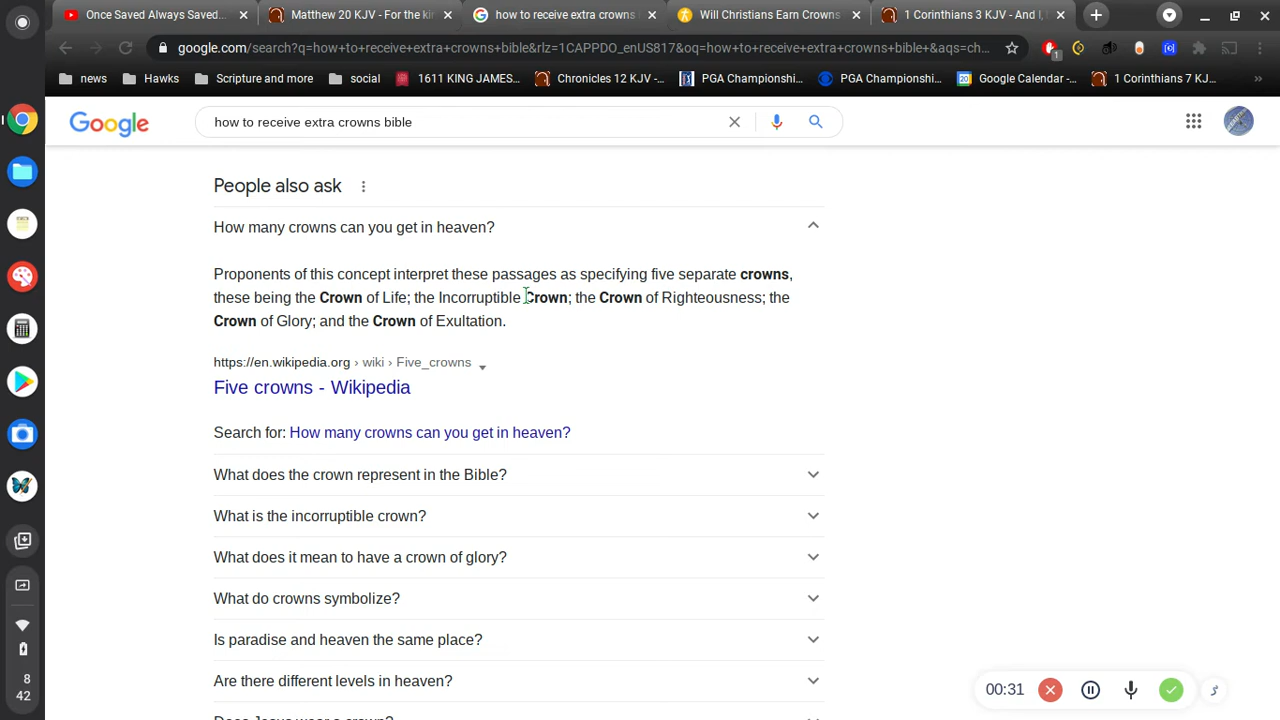 Once Saved Always Saved...
Matthew 20 KJV - For the ki
how to receive extra crowns
Will Christians Earn Crowns
1 Corinthians 3 KJV - And i, t
google.com/search?q=how+to+receive+extra+crowns+bible&rlz=1CAPPDO_enUS817&oq=how+to+receive+extra+crowns+bible+&aqs=ch...
1
news
Hawks
Scripture and more
social
1611 KING JAMES...
Chronicles 12 KJV -...
PGA Championshi...
PGA Championshi...
20
Google Calendar -...
1 Corinthians 7 KJ...
»
Google
how to receive extra crowns bible
People also ask
How many crowns can you get in heaven?
Proponents of this concept interpret these passages as specifying five separate crowns,
these being the Crown of Life; the Incorruptible Crown; the Crown of Righteousness; the
Crown of Glory; and the Crown of Exultation.
https://en.wikipedia.org › wiki › Five_crowns
Five crowns - Wikipedia
Search for: How many crowns can you get in heaven?
What does the crown represent in the Bible?
What is the incorruptible crown?
What does it mean to have a crown of glory?
What do crowns symbolize?
Is paradise and heaven the same place?
Are there different levels in heaven?
Does Jesus wear a crown?
8
42
00:31